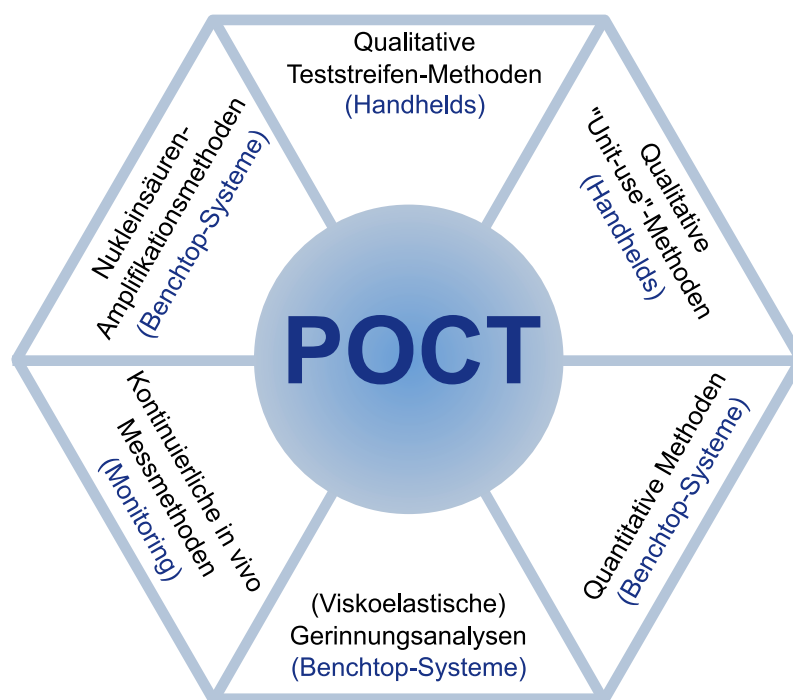 Qualitative
Teststreifen-Methoden
(Handhelds)
Qualitative
"Unit-use"-Methoden
(Handhelds)
Quantitative Methoden
(Benchtop-Systeme)
(Viskoelastische)
Gerinnungsanalysen
(Benchtop-Systeme)
Kontinuierliche in vivo
Messmethoden
(Monitoring)
Nukleinsäuren-
Amplifikationsmethoden
(Benchtop-Systeme)
POCT